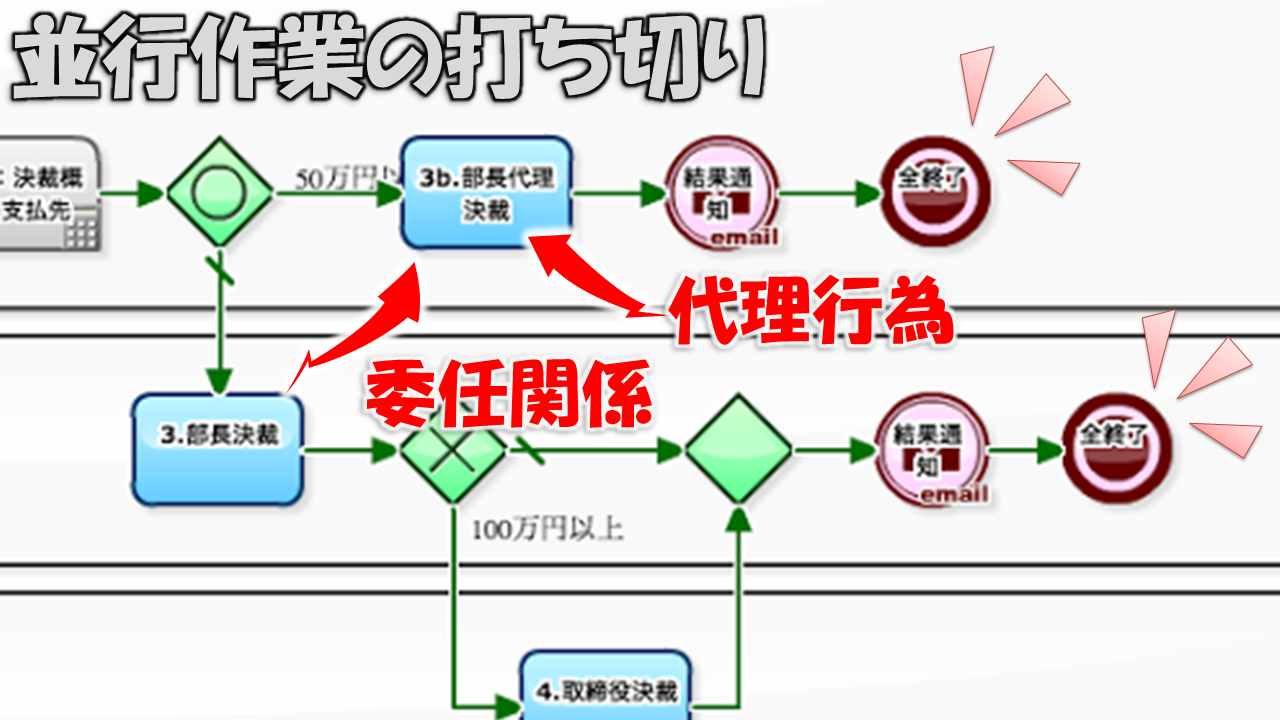 並行作業の打ち切り
: 決裁概
支払先
50万円
3b.部長代理
決裁
結果通
知
email
全終了
代理行為
委任関係
3.部長決裁
100万円以上
結果通
知
email
全終了
4.取締役決裁